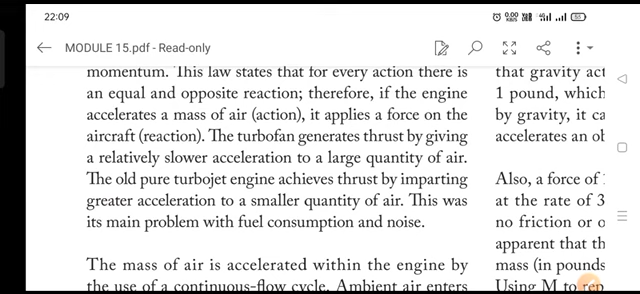 22:09
0.00 KB/S 4G 55
MODULE 15.pdf - Read-only
momentum. This law states that for every action there is
an equal and opposite reaction; therefore, if the engine
accelerates a mass of air (action), it applies a force on the
aircraft (reaction). The turbofan generates thrust by giving
a relatively slower acceleration to a large quantity of air.
The old pure turbojet engine achieves thrust by imparting
greater acceleration to a smaller quantity of air. This was
its main problem with fuel consumption and noise.
The mass of air is accelerated within the engine by
the use of a continuous-flow cycle. Ambient air enters
that gravity act
1 pound, which
by gravity, it ca
accelerates an ob
Also, a force of
at the rate of 3
no friction or o
apparent that th
mass (in pounds
Using M to rep